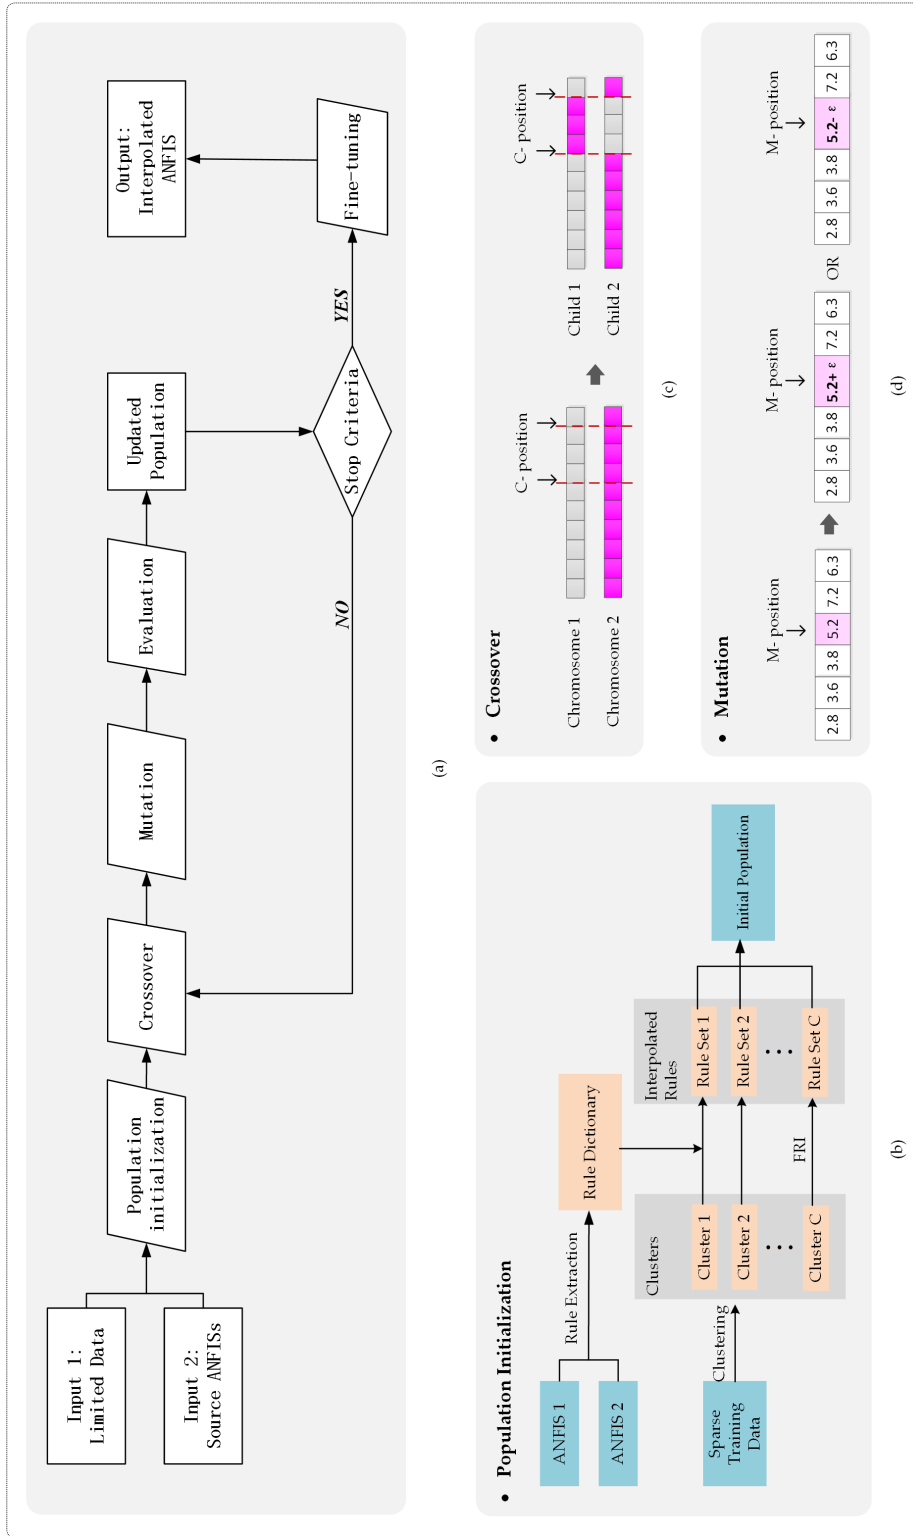 Input 1:
Limited Data
Input 2:
Source ANFISs
Population
initialization
Crossover
Mutation
Evaluation
Updated
Population
Stop Criteria
NO
YES
Fine-tuning
Output:
Interpolated
ANFIS
(a)
• Population Initialization
ANFIS 1
ANFIS 2
Rule Extraction
Rule Dictionary
Sparse
Training
Data
Clustering
Clusters
Cluster 1
Cluster 2
Cluster C
FRI
Interpolated
Rules
Rule Set 1
Rule Set 2
Rule Set C
Initial Population
(b)
• Crossover
C- position
Chromosome 1
Chromosome 2
C- position
Child 1
Child 2
(c)
• Mutation
M- position
2.8 3.6 3.8 5.2 7.2 6.3
M- position
2.8 3.6 3.8 5.2+ ε 7.2 6.3
OR
M- position
2.8 3.6 3.8 5.2- ε 7.2 6.3
(d)